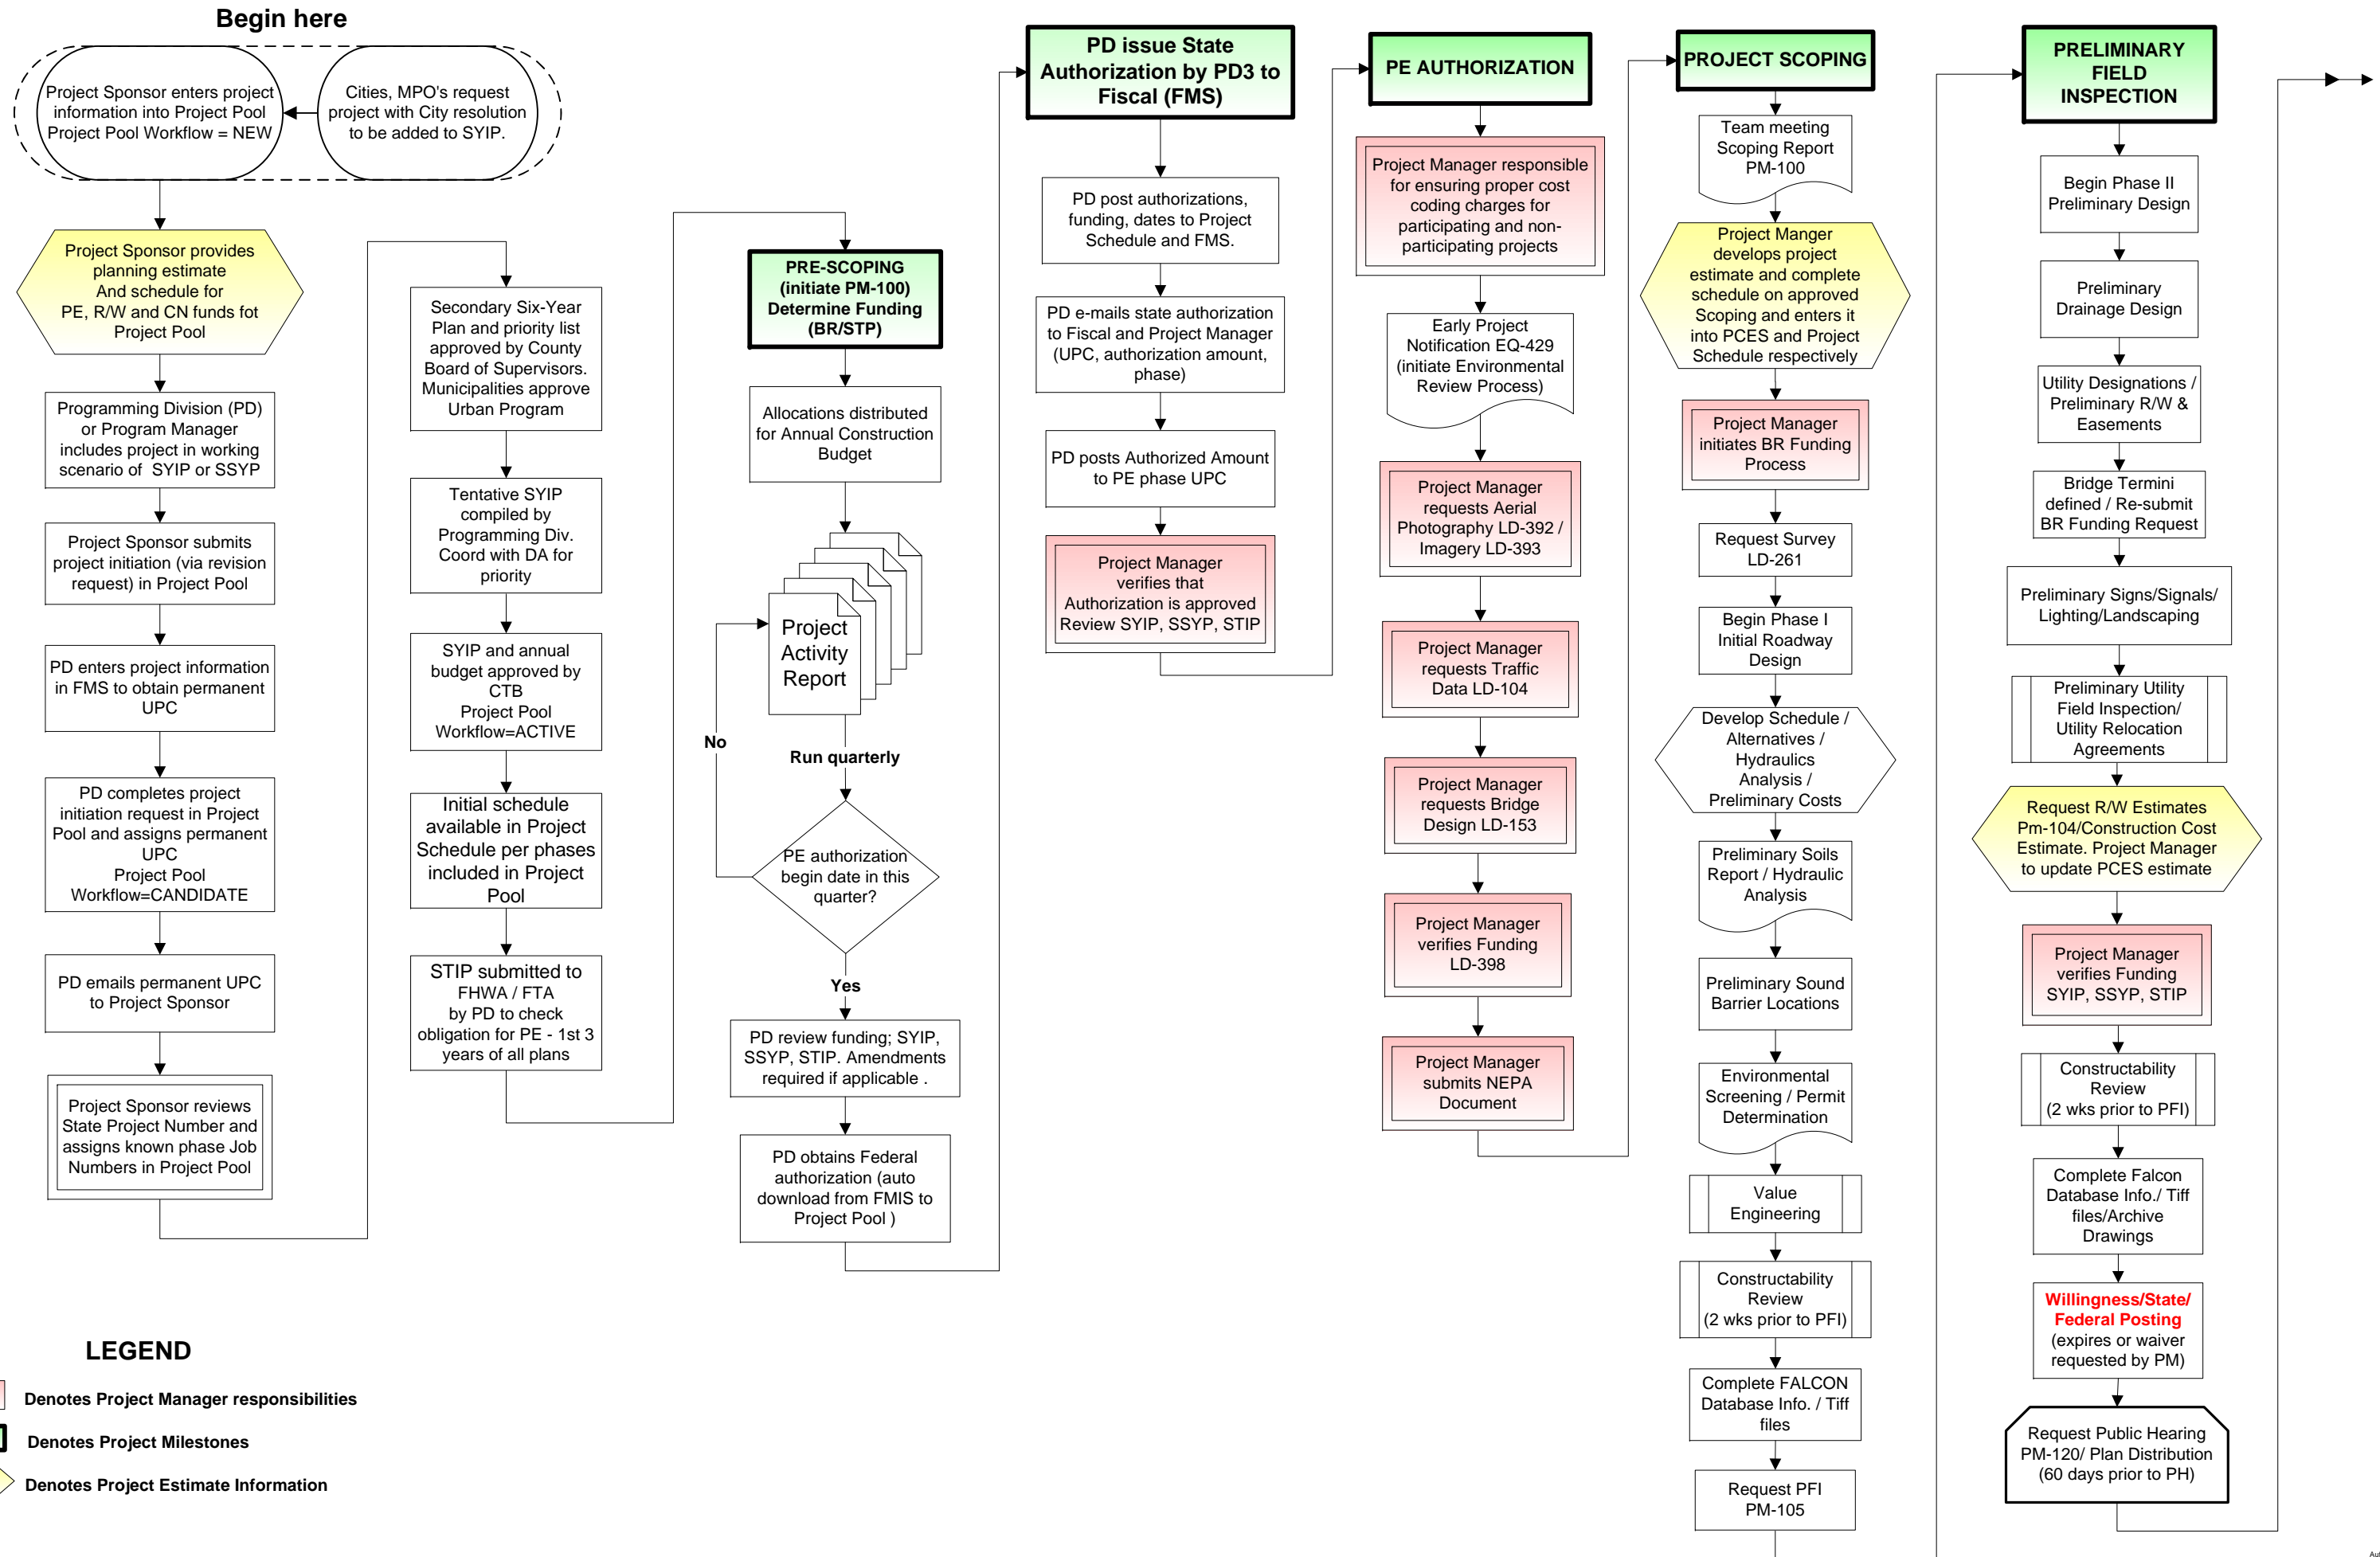 Begin here
Project Sponsor enters project
information into Project Pool
Project Pool Workflow = NEW
Cities, MPO's request
project with City resolution
to be added to SYIP.
Project Sponsor provides
planning estimate
And schedule for
PE, R/W and CN funds fot
Project Pool
Programming Division (PD)
or Program Manager
includes project in working
scenario of SYIP or SSYP
Project Sponsor submits
project initiation (via revision
request) in Project Pool
PD enters project information
in FMS to obtain permanent
UPC
PD completes project
initiation request in Project
Pool and assigns permanent
UPC
Project Pool
Workflow=CANDIDATE
PD emails permanent UPC
to Project Sponsor
Project Sponsor reviews
State Project Number and
assigns known phase Job
Numbers in Project Pool
Secondary Six-Year
Plan and priority list
approved by County
Board of Supervisors.
Municipalities approve
Urban Program
Tentative SYIP
compiled by
Programming Div.
Coord with DA for
priority
SYIP and annual
budget approved by
CTB
Project Pool
Workflow=ACTIVE
Initial schedule
available in Project
Schedule per phases
included in Project
Pool
STIP submitted to
FHWA / FTA
by PD to check
obligation for PE - 1st 3
years of all plans
PRE-SCOPING
(initiate PM-100)
Determine Funding
(BR/STP)
Allocations distributed
for Annual Construction
Budget
Project
Activity
Report
No
Run quarterly
PE authorization
begin date in this
quarter?
Yes
PD review funding; SYIP,
SSYP, STIP. Amendments
required if applicable .
PD obtains Federal
authorization (auto
download from FMIS to
Project Pool )
PD issue State
Authorization by PD3 to
Fiscal (FMS)
PD post authorizations,
funding, dates to Project
Schedule and FMS.
PD e-mails state authorization
to Fiscal and Project Manager
(UPC, authorization amount,
phase)
PD posts Authorized Amount
to PE phase UPC
Project Manager
verifies that
Authorization is approved
Review SYIP, SSYP, STIP
PE AUTHORIZATION
Project Manager responsible
for ensuring proper cost
coding charges for
participating and non-
participating projects
Early Project
Notification EQ-429
(initiate Environmental
Review Process)
Project Manager
requests Aerial
Photography LD-392 /
Imagery LD-393
Project Manager
requests Traffic
Data LD-104
Project Manager
requests Bridge
Design LD-153
Project Manager
verifies Funding
LD-398
Project Manager
submits NEPA
Document
PROJECT SCOPING
Team meeting
Scoping Report
PM-100
Project Manger
develops project
estimate and complete
schedule on approved
Scoping and enters it
into PCES and Project
Schedule respectively
Project Manager
initiates BR Funding
Process
Request Survey
LD-261
Begin Phase I
Initial Roadway
Design
Develop Schedule /
Alternatives /
Hydraulics
Analysis /
Preliminary Costs
Preliminary Soils
Report / Hydraulic
Analysis
Preliminary Sound
Barrier Locations
Environmental
Screening / Permit
Determination
Value
Engineering
Constructability
Review
(2 wks prior to PFI)
Complete FALCON
Database Info. / Tiff
files
Request PFI
PM-105
PRELIMINARY
FIELD
INSPECTION
Begin Phase II
Preliminary Design
Preliminary
Drainage Design
Utility Designations /
Preliminary R/W &
Easements
Bridge Termini
defined / Re-submit
BR Funding Request
Preliminary Signs/Signals/
Lighting/Landscaping
Preliminary Utility
Field Inspection/
Utility Relocation
Agreements
Request R/W Estimates
Pm-104/Construction Cost
Estimate. Project Manager
to update PCES estimate
Project Manager
verifies Funding
SYIP, SSYP, STIP
Constructability
Review
(2 wks prior to PFI)
Complete Falcon
Database Info./ Tiff
files/Archive
Drawings
Willingness/State/
Federal Posting
(expires or waiver
requested by PM)
Request Public Hearing
PM-120/ Plan Distribution
(60 days prior to PH)
LEGEND
Denotes Project Manager responsibilities
Denotes Project Milestones
Denotes Project Estimate Information